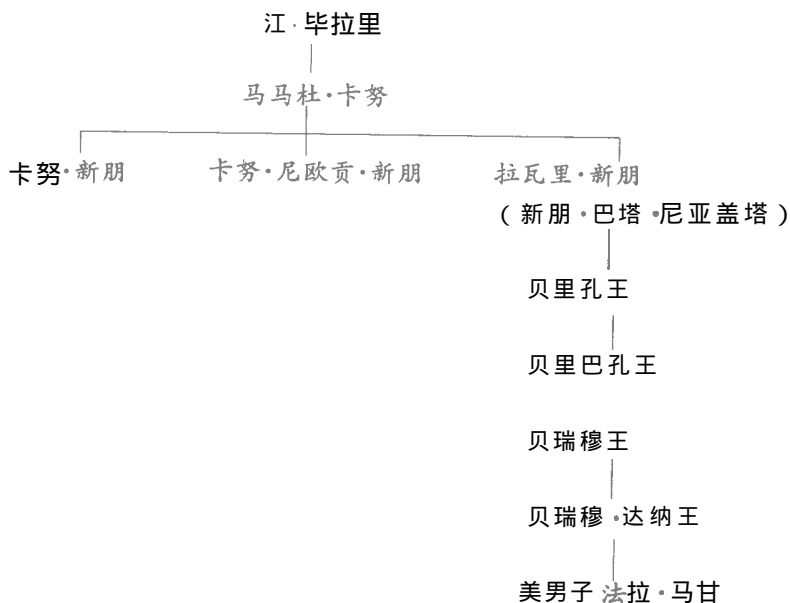 江·毕拉里
马马杜·卡努
卡努·新朋 卡努·尼欧贡·新朋 拉瓦里·新朋
(新朋·巴塔·尼亚盖塔)
贝里孔王
贝里巴孔王
贝瑞穆王
贝瑞穆·达纳王
美男子法拉·马甘